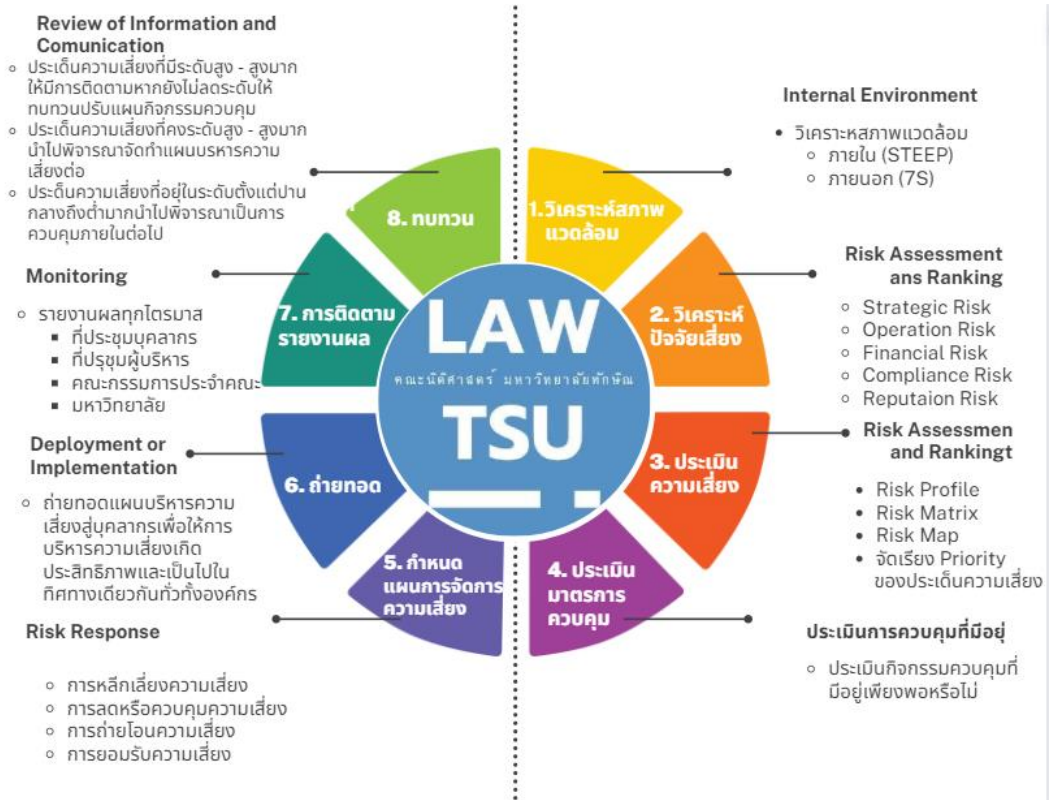 Review of Information and
Comunication
ประเด็นความเสี่ยงที่มีระดับสูง - สูงมาก
ให้มีการติดตามหากยังไม่ลดระดับให้
ทบทวนปรับแผนกิจกรรมควบคุม
ประเด็นความเสี่ยงที่คงระดับสูง - สูงมาก
นำไปพิจารณาจัดทำแผนบริหารความ
เสี่ยงต่อ
ประด็นความเสี่ยงที่อยู่ในระดับตั้งแต่ปาน
กลางถึงต่ำมากนำไปพิจารณาเป็นการ
ควบคุมภายในต่อไป
Monitoring
รายงานผลทุกไตรมาส
ที่ประชุมบุคลากร
ที่ปรุชุมผู้บริหาร
คณะกรรมการประจำคณะ
มหาวิทยาลัย
Deployment or
Implementation
ถ่ายทอดแผนบริหารความ
เสี่ยงสู่บุคลากรเพื่อให้การ
บริหารความเสี่ยงเกิด
ประสิทธิภาพและเป็นไปใน
ทิศทางเดียวกันทั่วทั้งองค์กร
Risk Response
การหลีกเลี่ยงความเสี่ยง
การลดหรือควบคุมความเสี่ยง
การถ่ายโอนความเสี่ยง
การยอมรับความเสี่ยง
8. ทบทวน
7. การติดตาม
รายงานผล
6. ถ่ายทอด
5. กำหนด
แผนการจัดการ
ความเสี่ยง
LAW
คณะนิติศาสตร์ มหาวิทยาลัยทักษิณ
TSU
1.วิเคราะห์สภาพ
แวดล้อม
2. วิเคราะห์
ปัจจัยเสี่ยง
3. ประเมิน
ความเสี่ยง
4. ประเมิน
มาตรการ
ควบคุม
Internal Environment
วิเคราะหสภาพแวดล้อม
ภายใน (STEEP)
ภายนอก (7S)
Risk Assessment
ans Ranking
Strategic Risk
Operation Risk
Financial Risk
Compliance Risk
Reputaion Risk
Risk Assessmen
and Rankingt
Risk Profile
Risk Matrix
Risk Map
จัดเรียง Priority
ของประเด็นความเสี่ยง
ประเมินการควบคุมที่มีอยุ่
ประเมินกิจกรรมควบคุมที่
มีอยู่เพียงพอหรือไม่